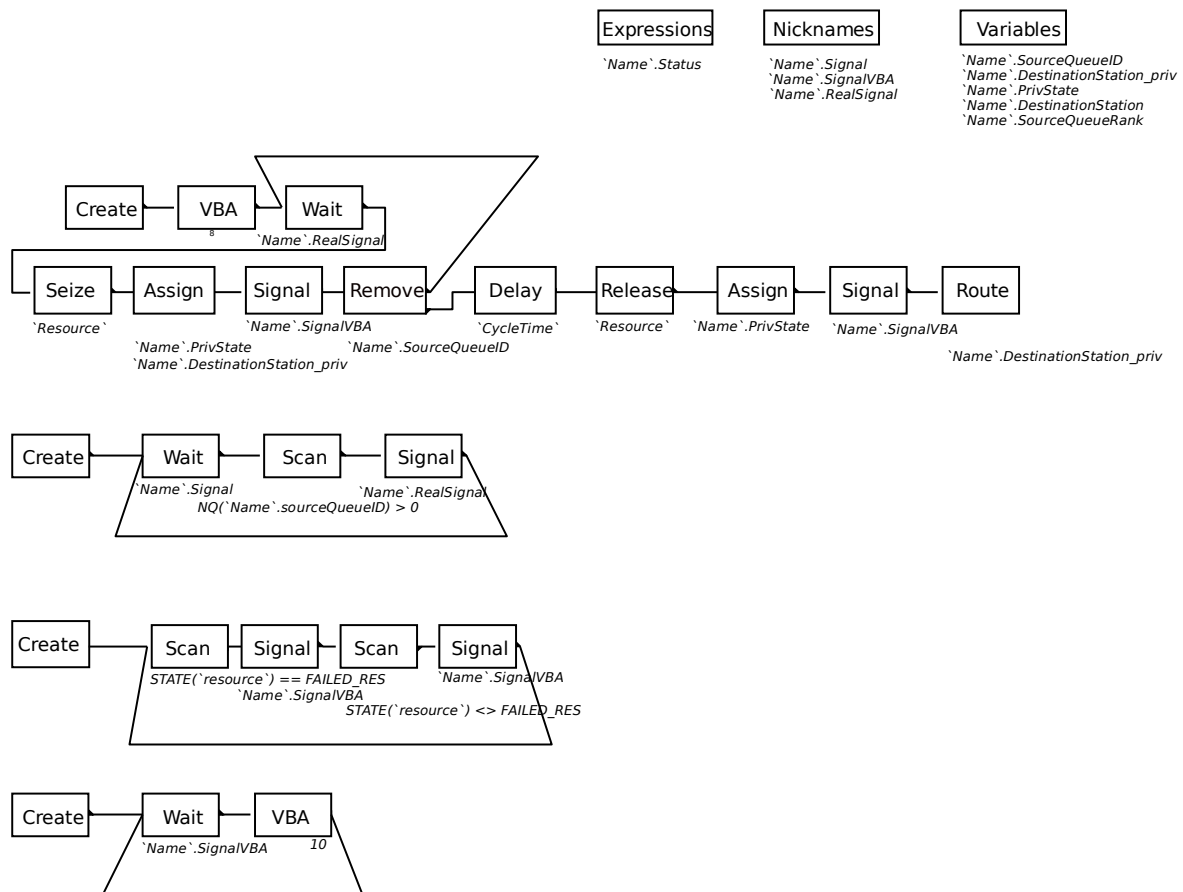 Expressions
Nicknames
Variables
`Name`.Status
`Name`.Signal
`Name`.SignalVBA
`Name`.RealSignal
`Name`.SourceQueueID
`Name`.DestinationStation_priv
`Name`.PrivState
`Name`.DestinationStation
`Name`.SourceQueueRank
Create
VBA
8
Wait
`Name`.RealSignal
Seize
Assign
Signal
Remove
Delay
Release
Assign
Signal
Route
`Resource`
`Name`.SignalVBA
`CycleTime`
`Resource`
`Name`.PrivState
`Name`.SignalVBA
`Name`.PrivState
`Name`.DestinationStation_priv
`Name`.SourceQueueID
`Name`.DestinationStation_priv
Create
Wait
Scan
Signal
`Name`.Signal
NQ(`Name`.sourceQueueID) > 0
`Name`.RealSignal
Create
Scan
Signal
Scan
Signal
STATE(`resource`) == FAILED_RES
`Name`.SignalVBA
`Name`.SignalVBA
STATE(`resource`) <> FAILED_RES
Create
Wait
VBA
`Name`.SignalVBA
10